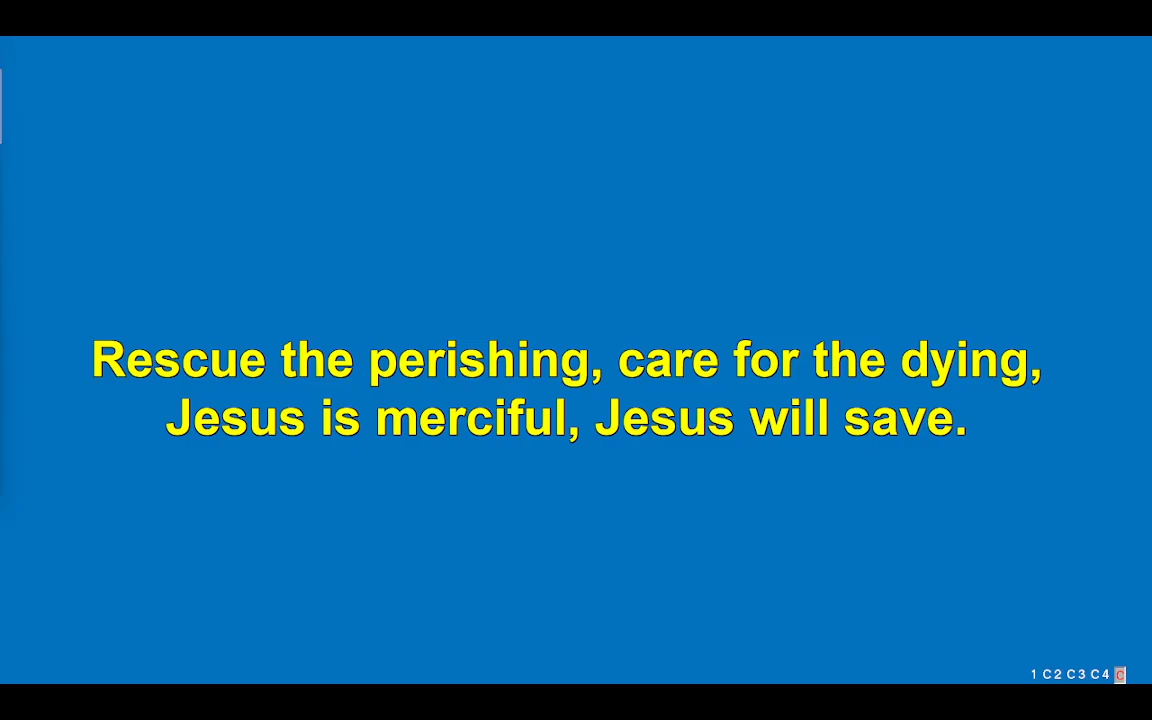 Rescue the perishing, care for the dying,
Jesus is merciful, Jesus will save.
1 C 2 C 3 C 4 C